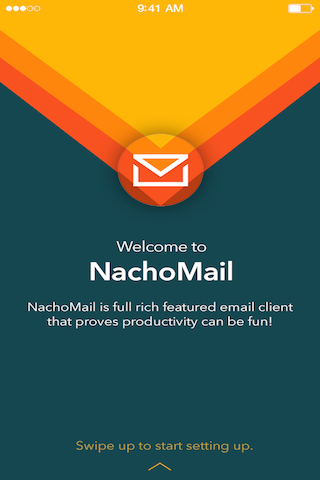 9:41 AM
Welcome to
NachoMail
NachoMail is full rich featured email client
that proves productivity can be fun!
Swipe up to start setting up.